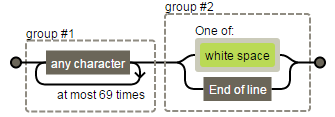 group #1
group #2
One of:
any character
white space
at most 69 times
End of line